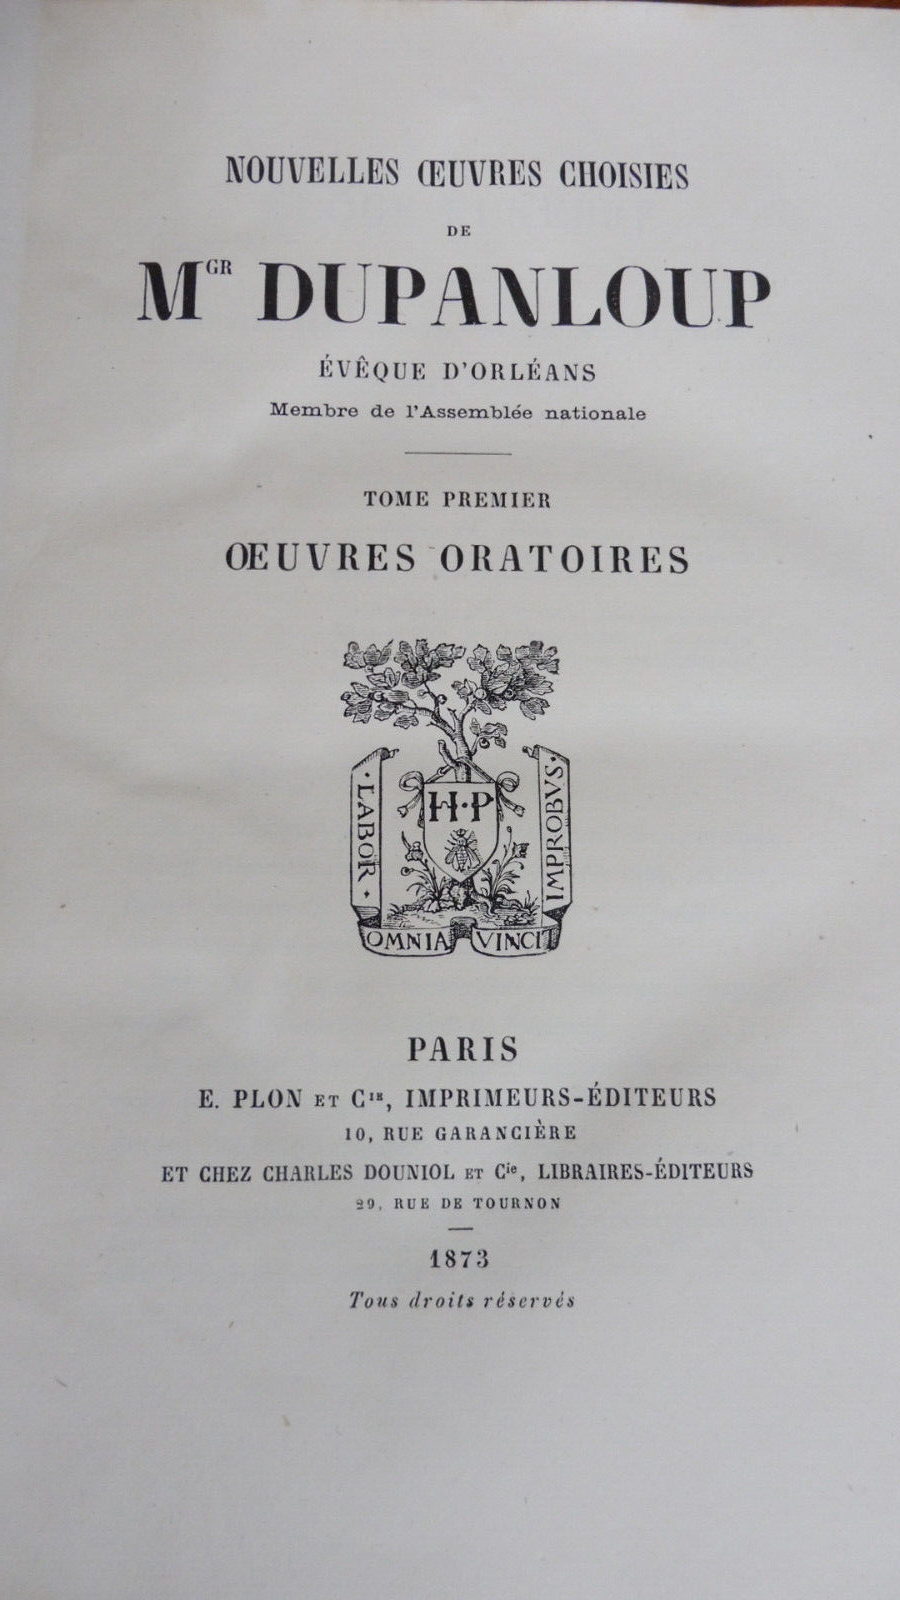 NOUVELLES ŒUVRES CHOISIES
DE
MGR DUPANLOUP
ÉVÊQUE D'ORLÉANS
Membre de l'Assemblée nationale
TOME PREMIER
ŒUVRES ORATOIRES
H·P
·LABOR·
IMPROBVS·
OMNIA VINCIT
PARIS
E. PLON ET CIE, IMPRIMEURS-ÉDITEURS
10, RUE GARANCIÈRE
ET CHEZ CHARLES DOUNIOL ET Cie, LIBRAIRES-ÉDITEURS
29, RUE DE TOURNON
1873
Tous droits réservés